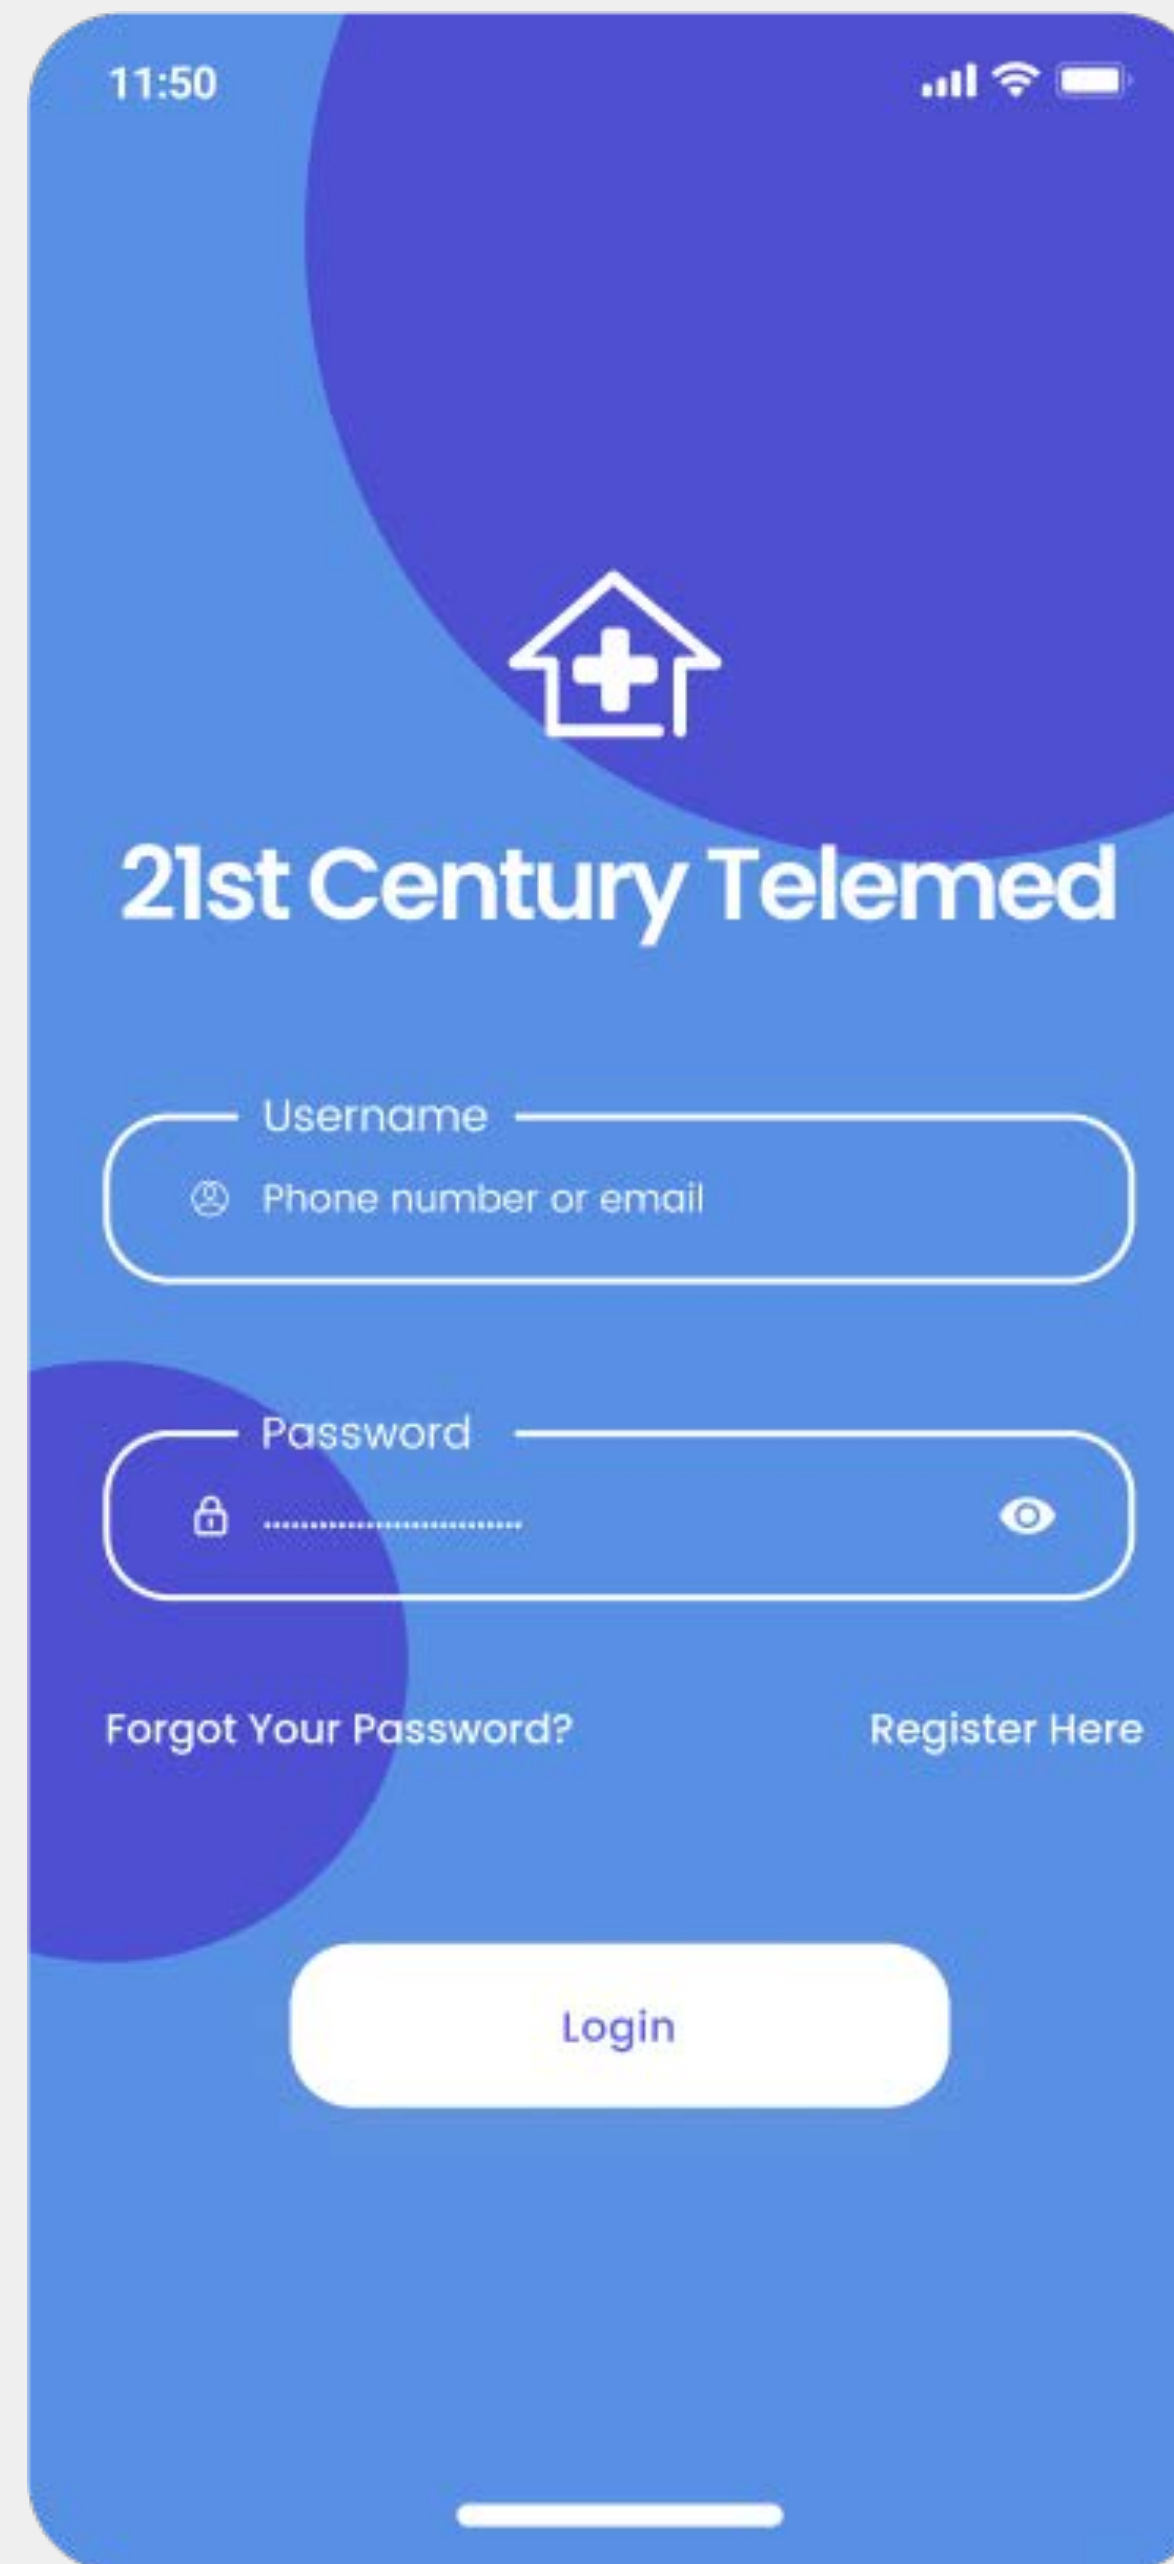 11:50
21st Century Telemed
Username
Phone number or email
Password
Forgot Your Password? Register Here
Login